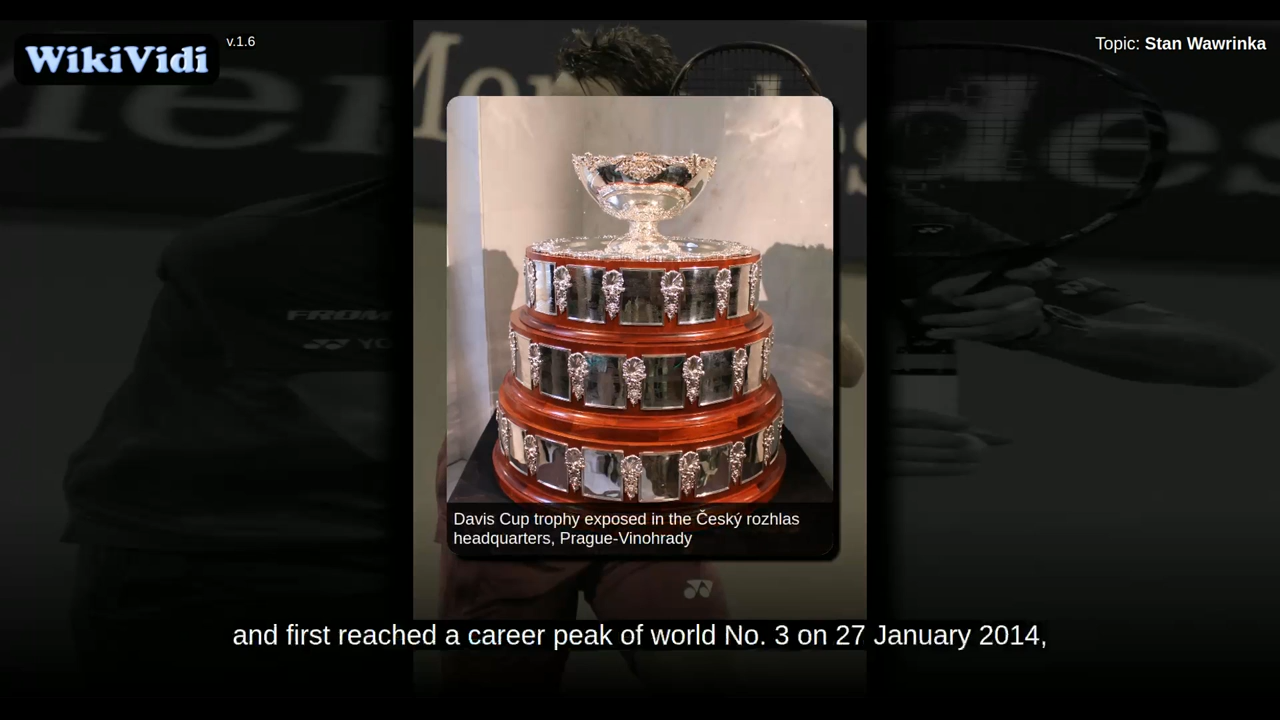 WikiVidi
v.1.6
Topic: Stan Wawrinka
Davis Cup trophy exposed in the Český rozhlas
headquarters, Prague-Vinohrady
and first reached a career peak of world No. 3 on 27 January 2014,